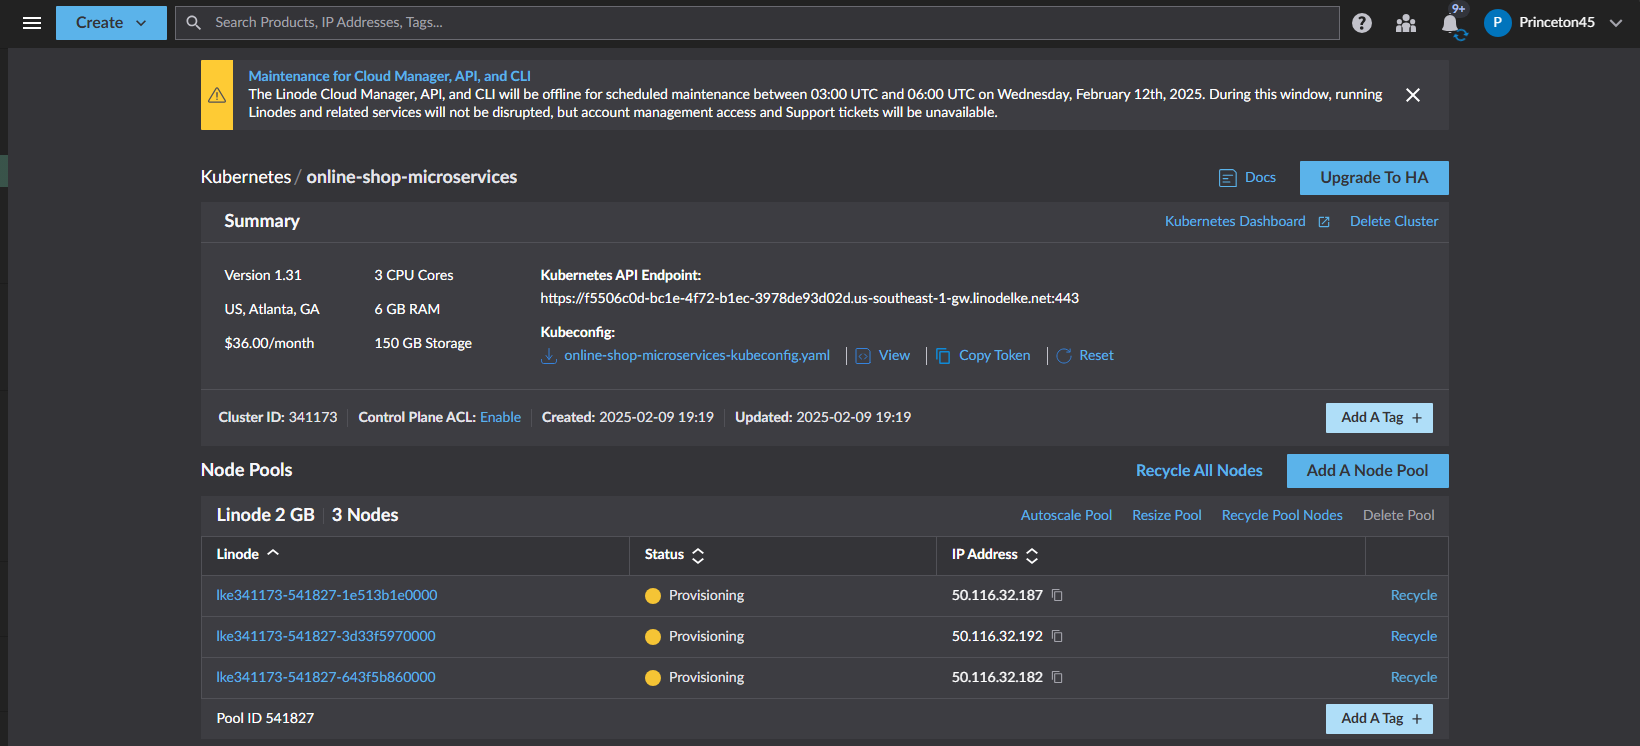 Create
Search Products, IP Addresses, Tags...
?
9+
P
Princeton45
Maintenance for Cloud Manager, API, and CLI
The Linode Cloud Manager, API, and CLI will be offline for scheduled maintenance between 03:00 UTC and 06:00 UTC on Wednesday, February 12th, 2025. During this window, running
Linodes and related services will not be disrupted, but account management access and Support tickets will be unavailable.
Kubernetes / online-shop-microservices
Docs
Upgrade To HA
Summary
Kubernetes Dashboard
Delete Cluster
Version 1.31
3 CPU Cores
Kubernetes API Endpoint:
https://f5506c0d-bc1e-4f72-b1ec-3978de93d02d.us-southeast-1-gw.linodelke.net:443
US, Atlanta, GA
6 GB RAM
Kubeconfig:
$36.00/month
150 GB Storage
online-shop-microservices-kubeconfig.yaml
View
Copy Token
Reset
Cluster ID: 341173
Control Plane ACL: Enable
Created: 2025-02-09 19:19
Updated: 2025-02-09 19:19
Add A Tag +
Node Pools
Recycle All Nodes
Add A Node Pool
Linode 2 GB
3 Nodes
Autoscale Pool
Resize Pool
Recycle Pool Nodes
Delete Pool
Linode
Status
IP Address
lke341173-541827-1e513b1e0000
Provisioning
50.116.32.187
Recycle
lke341173-541827-3d33f5970000
Provisioning
50.116.32.192
Recycle
lke341173-541827-643f5b860000
Provisioning
50.116.32.182
Recycle
Pool ID 541827
Add A Tag +